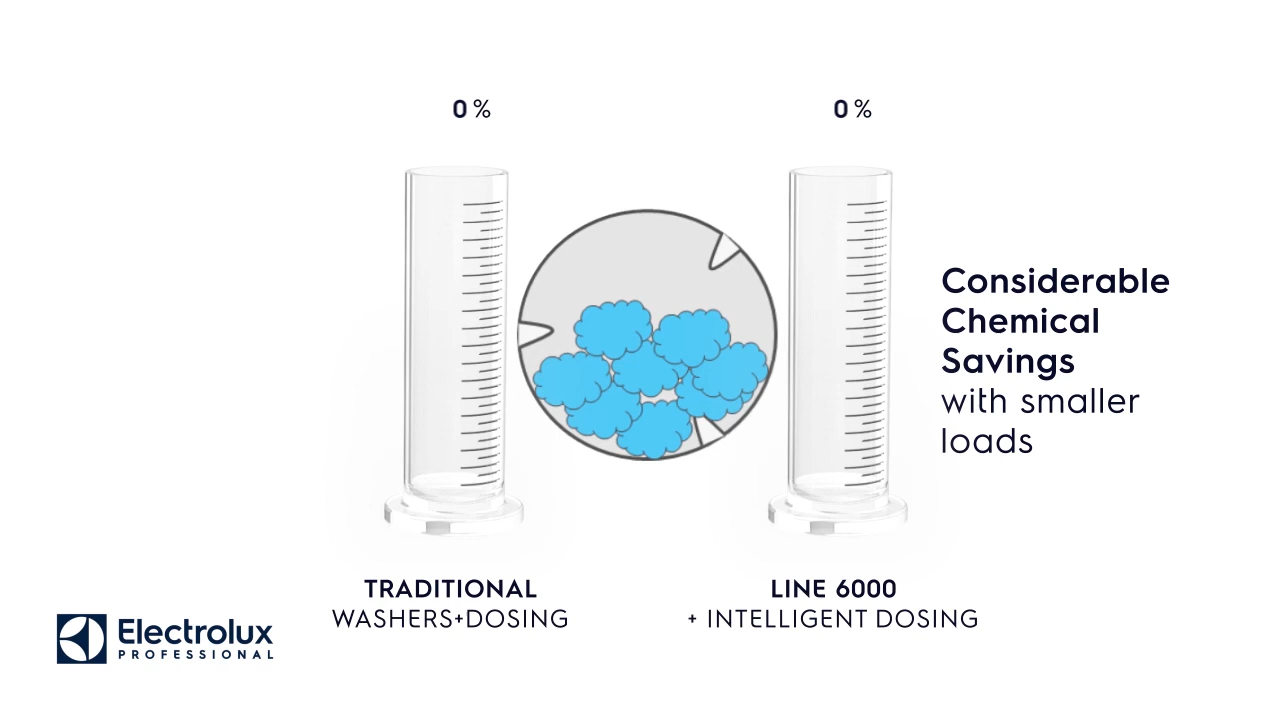 0 %
0 %
Considerable
Chemical
Savings
with smaller
loads
TRADITIONAL
WASHERS+DOSING
LINE 6000
+ INTELLIGENT DOSING
Electrolux
PROFESSIONAL